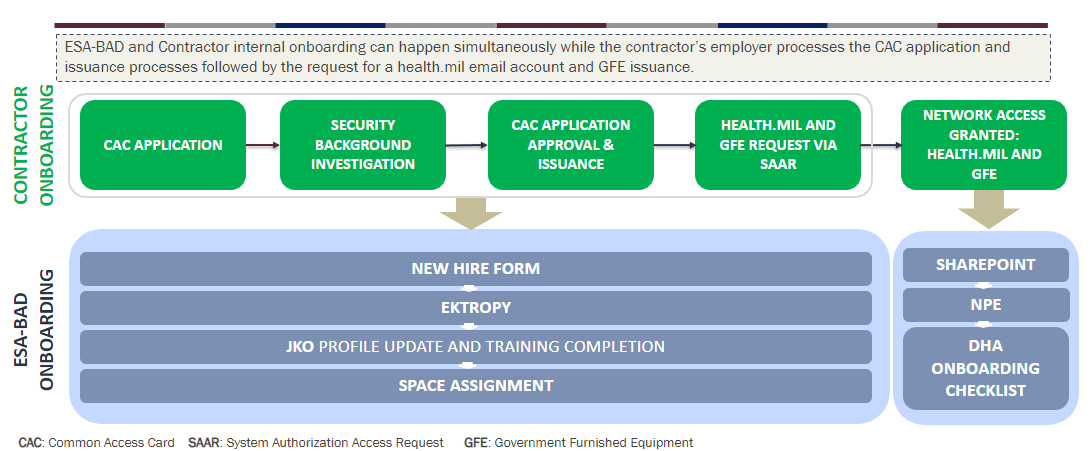 ESA-BAD and Contractor internal onboarding can happen simultaneously while the contractor's employer processes the CAC application and
issuance processes followed by the request for a health.mil email account and GFE issuance.
CONTRACTOR
ONBOARDING
CAC APPLICATION
SECURITY
BACKGROUND
INVESTIGATION
CAC APPLICATION
APPROVAL &
ISSUANCE
HEALTH.MIL AND
GFE REQUEST VIA
SAAR
NETWORK ACCESS
GRANTED:
HEALTH.MIL AND
GFE
ESA-BAD
ONBOARDING
NEW HIRE FORM
EKTROPY
JKO PROFILE UPDATE AND TRAINING COMPLETION
SPACE ASSIGNMENT
SHAREPOINT
NPE
DHA
ONBOARDING
CHECKLIST
CAC: Common Access Card SAAR: System Authorization Access Request GFE: Government Furnished Equipment